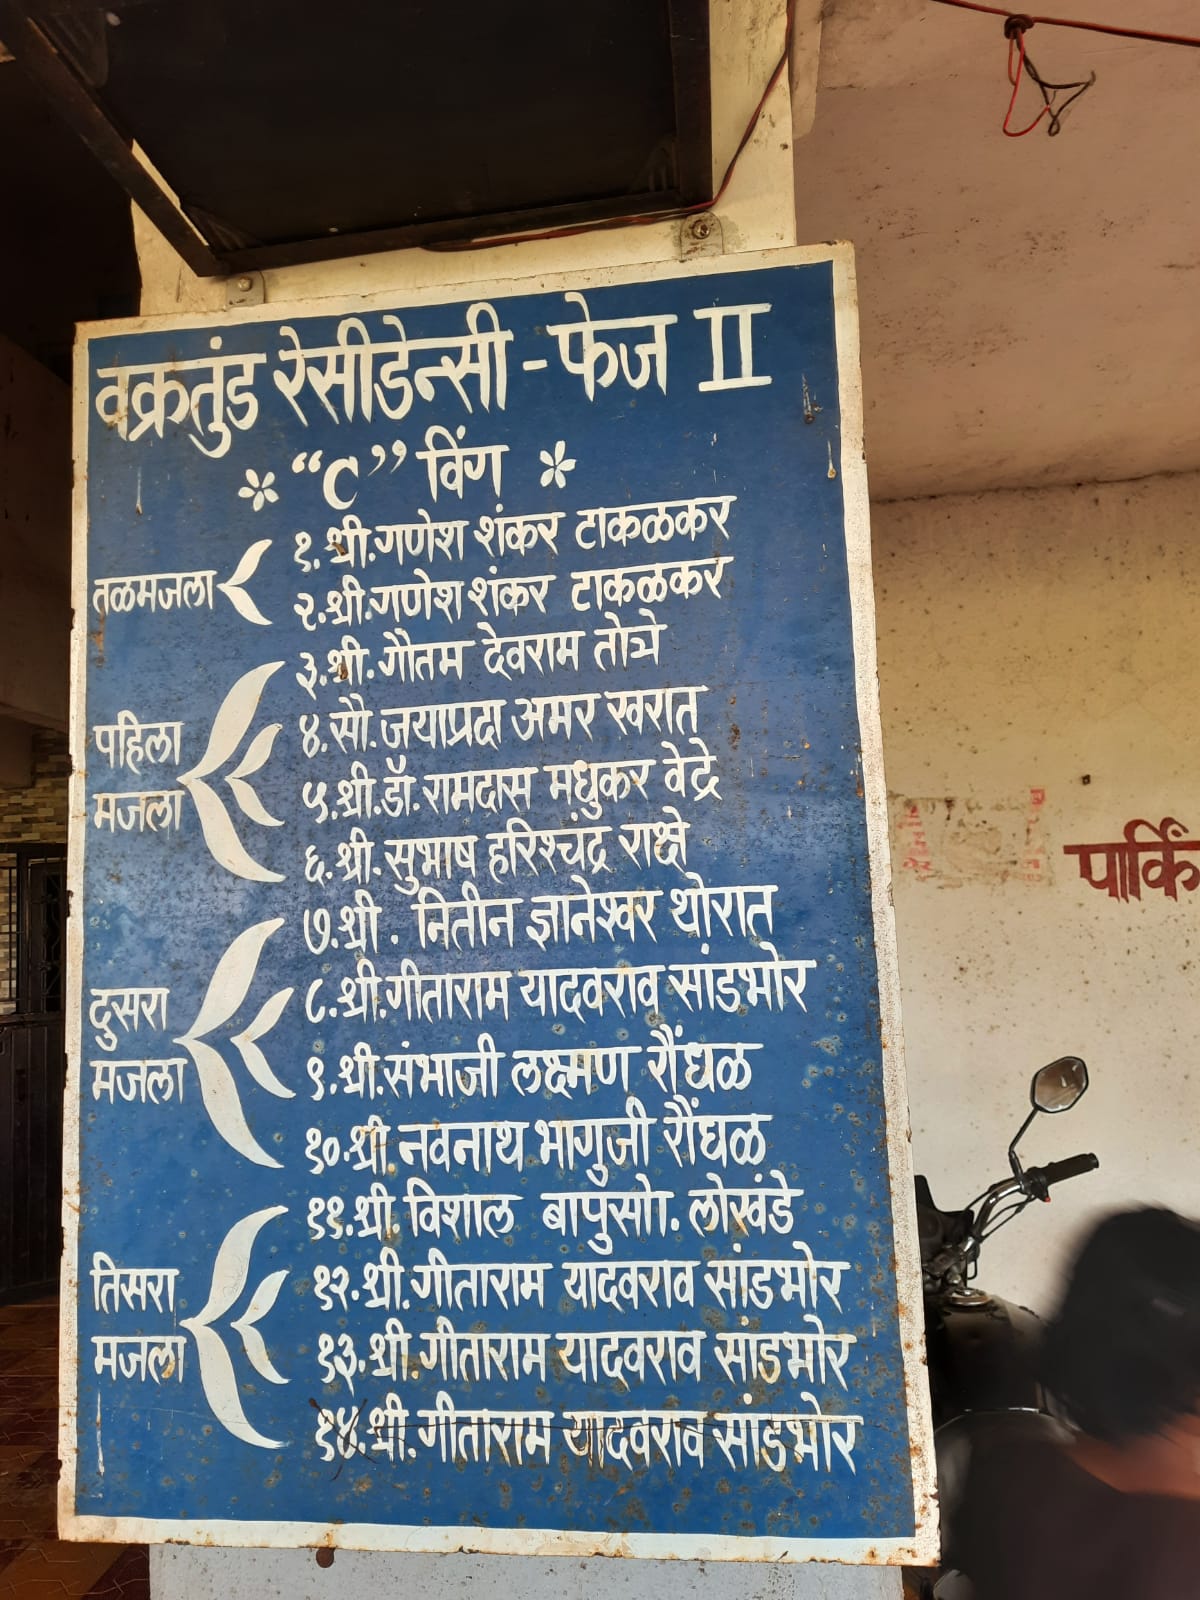 वक्रतुंड रेसीडेन्सी - फेज II
"C" विंग
तळमजला
१. श्री. गणेश शंकर टाकळकर
२. श्री. गणेश शंकर टाकळकर
पहिला
मजला
३. श्री. गौतम देवराम तोत्रे
४. सौ. जयाप्रदा अमर खरात
५. श्री. डॉ. रामदास मधुकर वेद्रे
६. श्री. सुभाष हरिश्चंद्र राक्षे
दुसरा
मजला
७. श्री. नितीन ज्ञानेश्वर थोरात
८. श्री. गीताराम यादवराव सांडभोर
९. श्री. संभाजी लक्ष्मण रौंधळ
१०. श्री. नवनाथ भागुजी रौंधळ
तिसरा
मजला
११. श्री. विशाल बापुसाो. लोखंडे
१२. श्री. गीताराम यादवराव सांडभोर
१३. श्री. गीताराम यादवराव सांडभोर
१४. श्री. गीताराम यादवराव सांडभोर
पार्किं